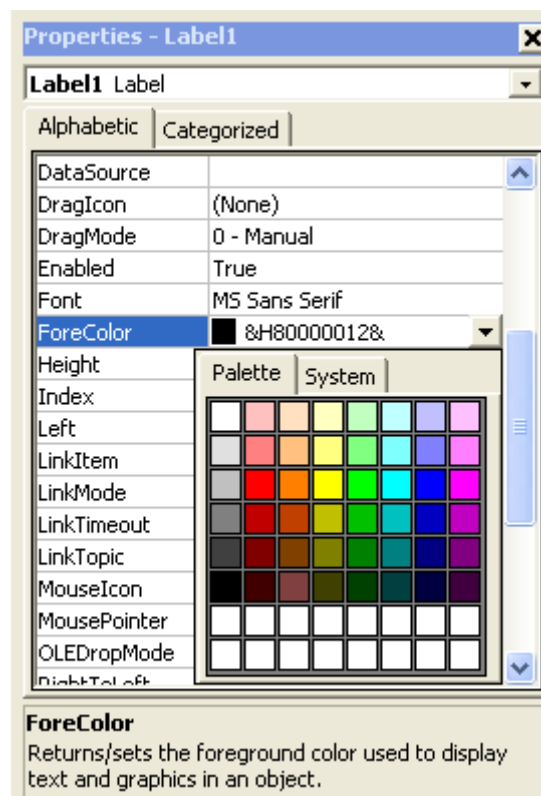 Properties - Label1
Label1 Label
Alphabetic Categorized
DataSource
DragIcon (None)
DragMode 0 - Manual
Enabled True
Font MS Sans Serif
ForeColor &H80000012&
Height
Palette System
Index
Left
LinkItem
LinkMode
LinkTimeout
LinkTopic
MouseIcon
MousePointer
OLEDropMode
RightToLeft
ForeColor
Returns/sets the foreground color used to display
text and graphics in an object.